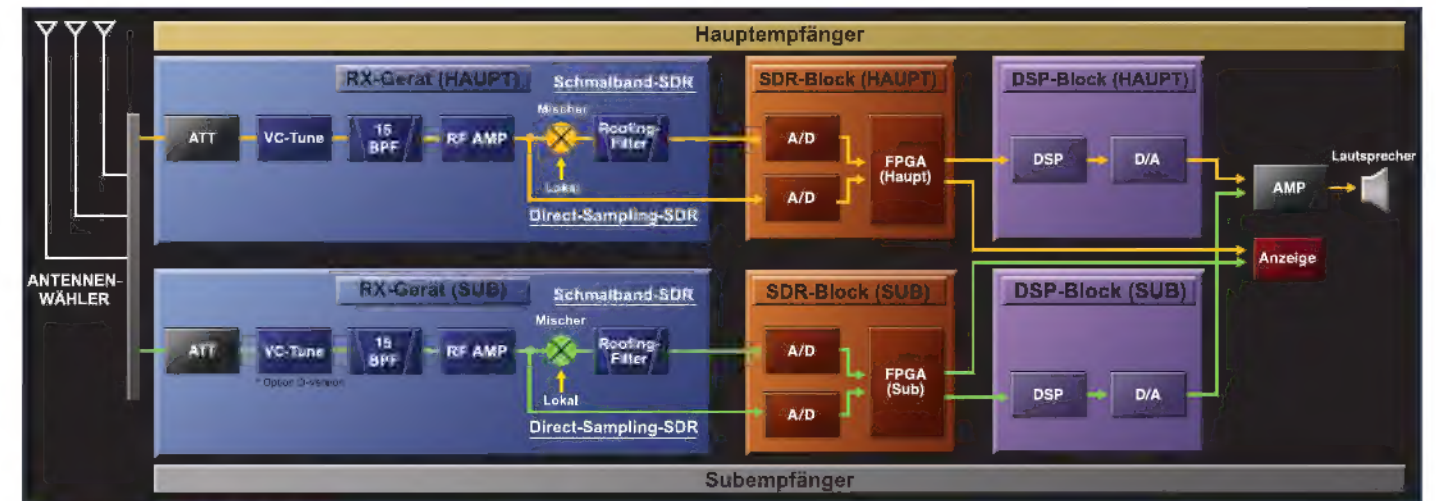 Hauptempfänger
RX-Gerät (HAUPT)
Schmalband-SDR
Mischer
ATT
VC-Tune
15
BPF
RF AMP
Roofing-
Filter
Lokal
Direct-Sampling-SDR
SDR-Block (HAUPT)
A/D
A/D
FPGA
(Haupt)
DSP-Block (HAUPT)
DSP
D/A
AMP
Lautsprecher
Anzeige
ANTENNEN-
WÄHLER
RX-Gerät (SUB)
Schmalband-SDR
Mischer
ATT
VC-Tune
* Option D-version
15
BPF
RF AMP
Roofing-
Filter
Lokal
Direct-Sampling-SDR
SDR-Block (SUB)
A/D
A/D
FPGA
(Sub)
DSP-Block (SUB)
DSP
D/A
Subempfänger